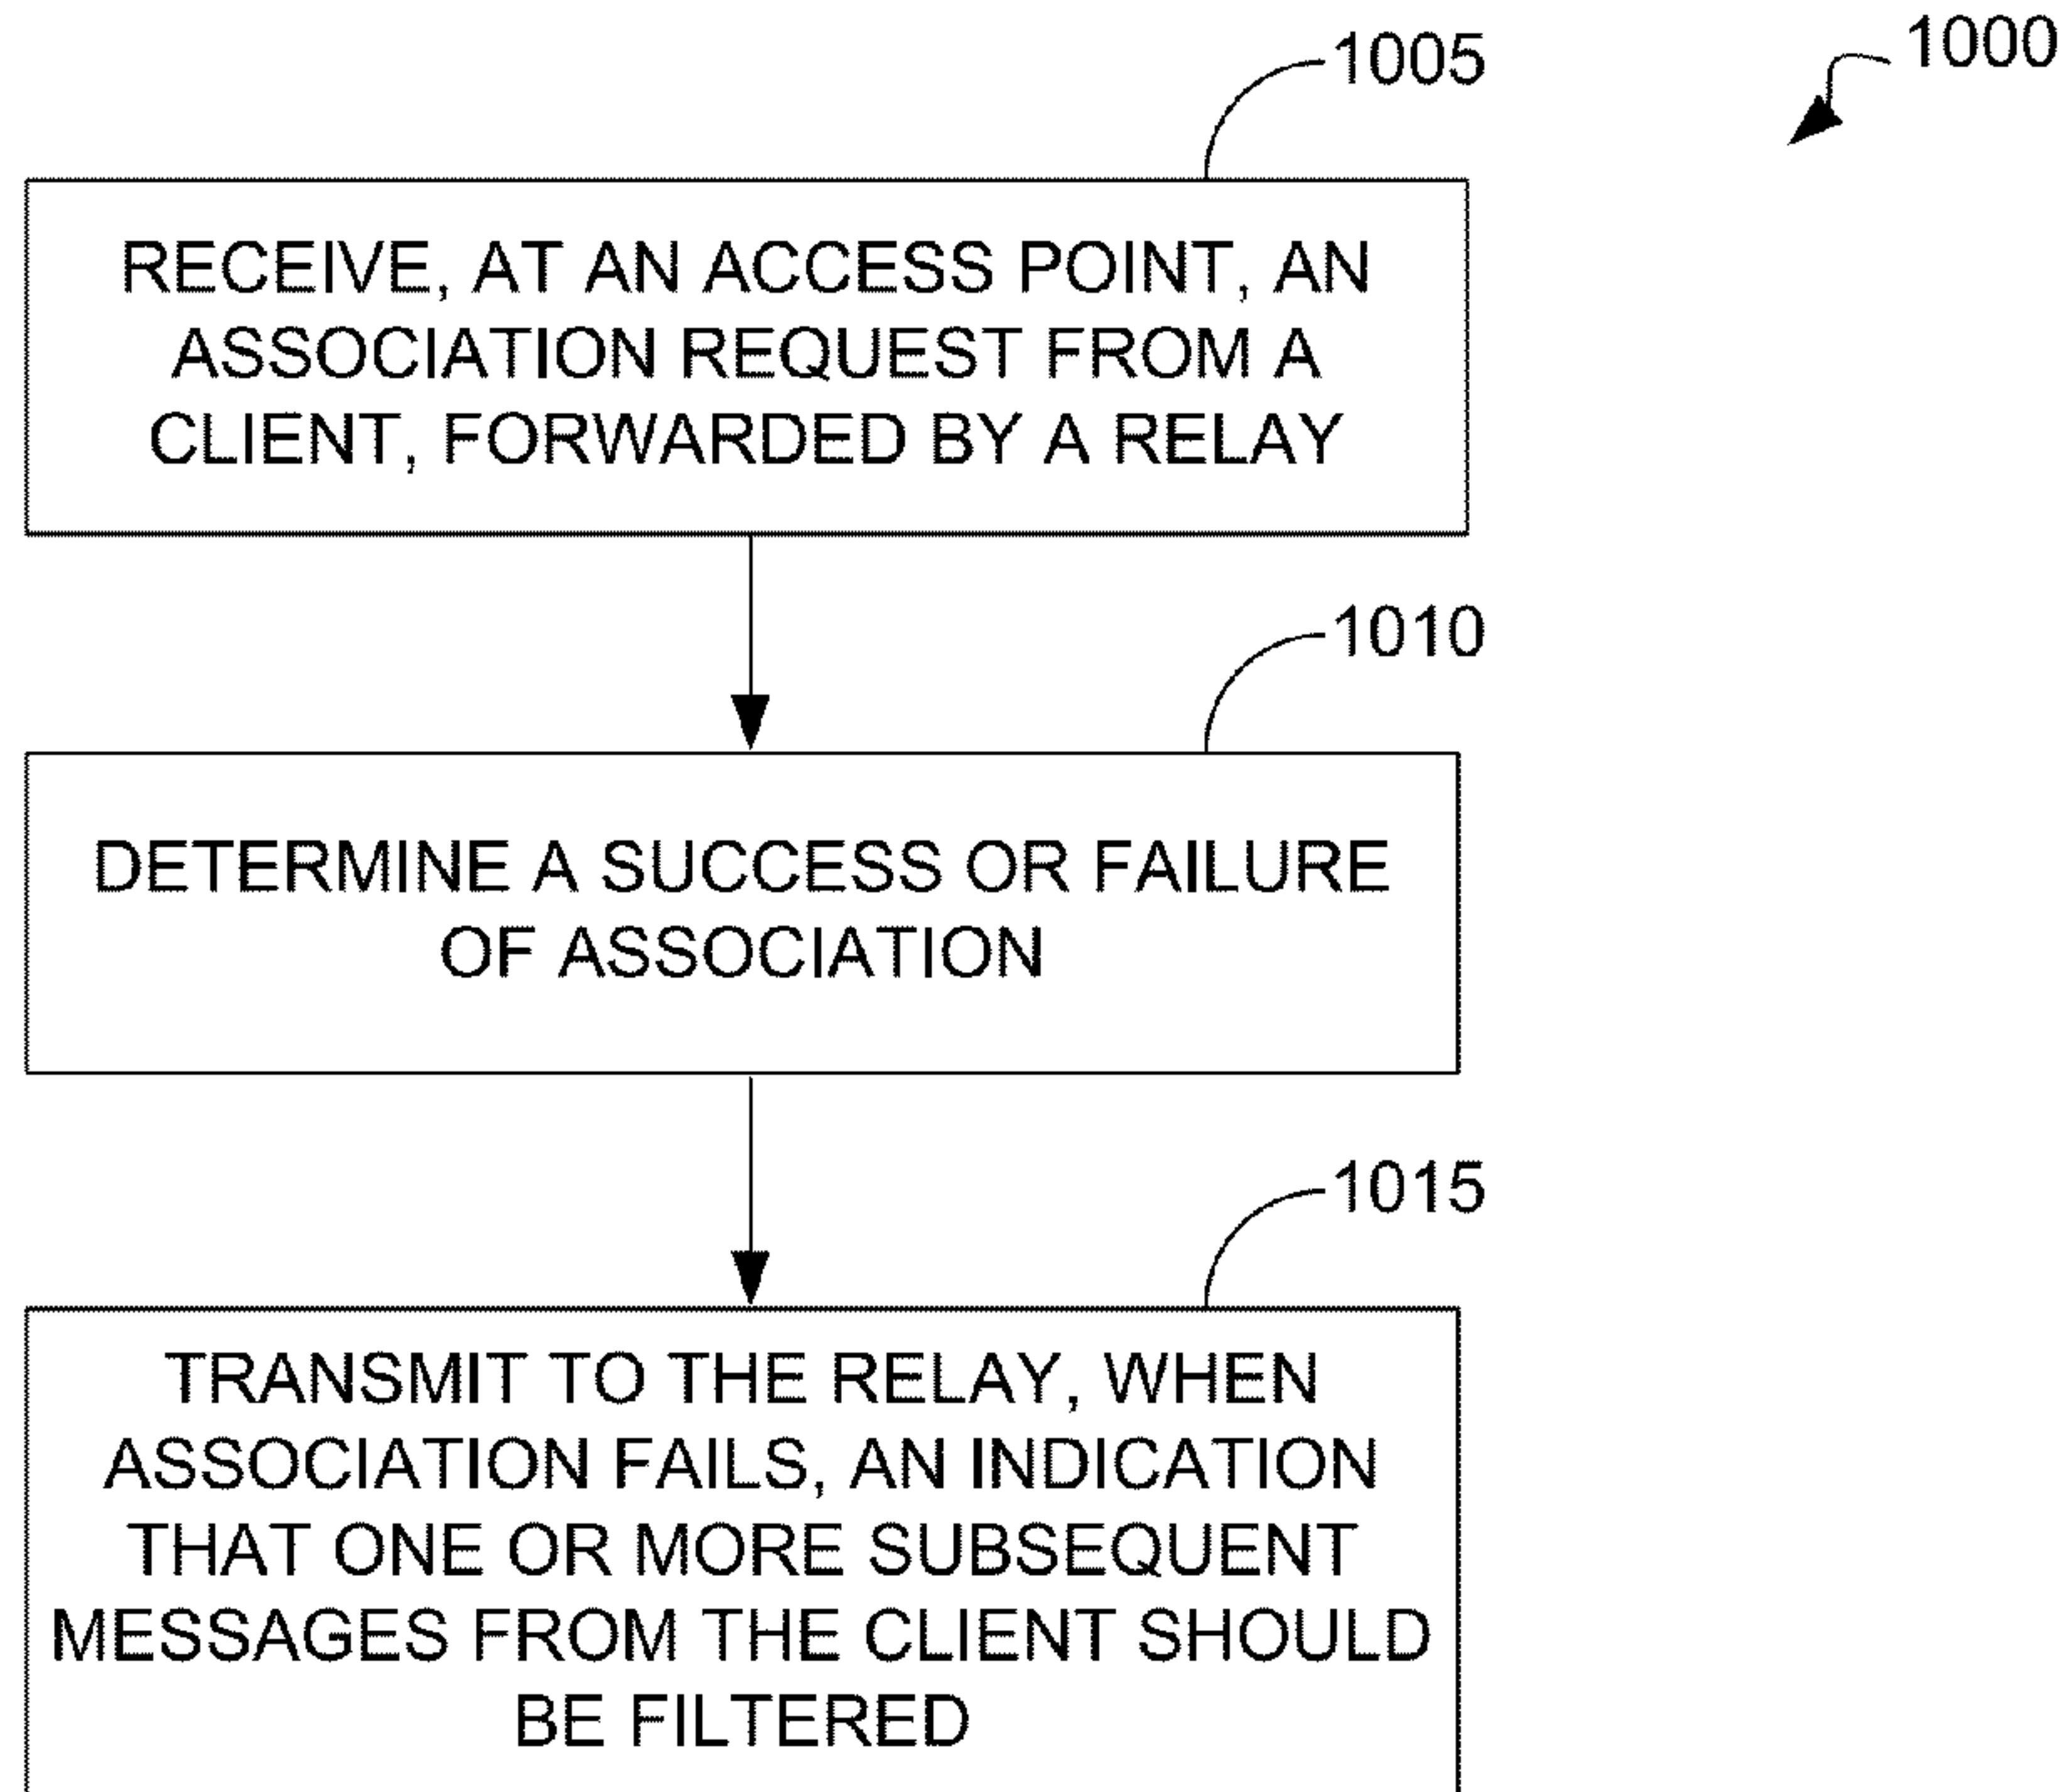 1000
1005
RECEIVE, AT AN ACCESS POINT, AN
ASSOCIATION REQUEST FROM A
CLIENT, FORWARDED BY A RELAY
1010
DETERMINE A SUCCESS OR FAILURE
OF ASSOCIATION
1015
TRANSMIT TO THE RELAY, WHEN
ASSOCIATION FAILS, AN INDICATION
THAT ONE OR MORE SUBSEQUENT
MESSAGES FROM THE CLIENT SHOULD
BE FILTERED